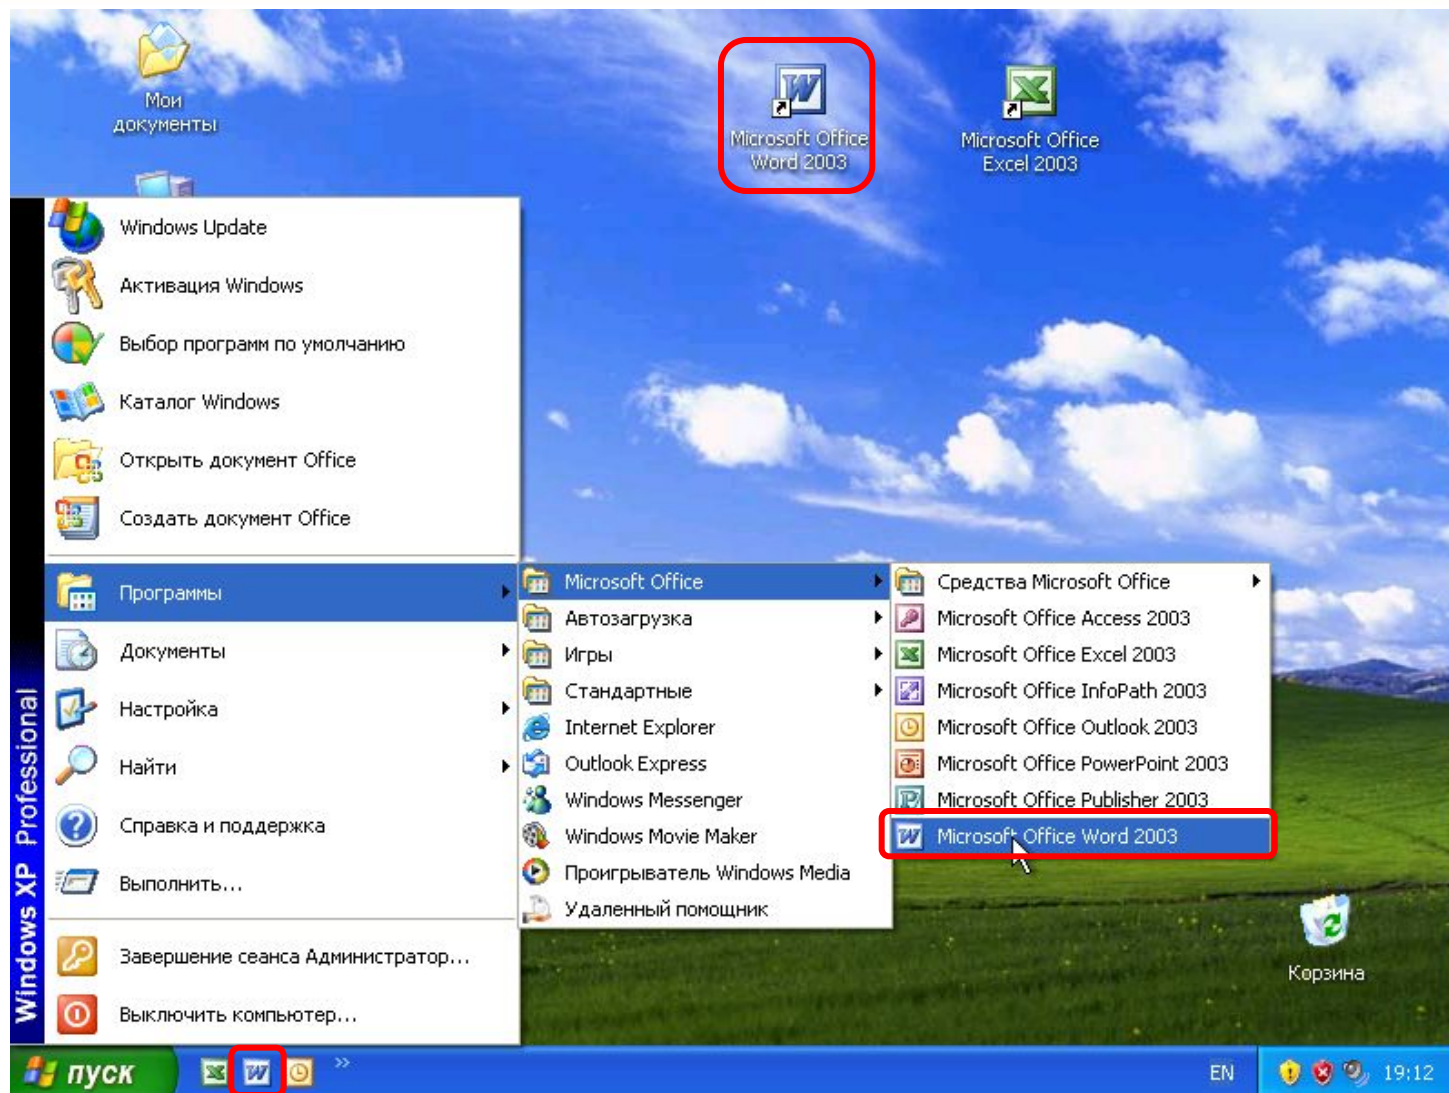 Мои
документы
Microsoft Office
Word 2003
Microsoft Office
Excel 2003
Windows Update
Активация Windows
Выбор программ по умолчанию
Каталог Windows
Открыть документ Office
Создать документ Office
Программы
Документы
Настройка
Найти
Справка и поддержка
Выполнить...
Завершение сеанса Администратор...
Выключить компьютер...
Windows XP Professional
Microsoft Office
Автозагрузка
Игры
Стандартные
Internet Explorer
Outlook Express
Windows Messenger
Windows Movie Maker
Проигрыватель Windows Media
Удаленный помощник
Средства Microsoft Office
Microsoft Office Access 2003
Microsoft Office Excel 2003
Microsoft Office InfoPath 2003
Microsoft Office Outlook 2003
Microsoft Office PowerPoint 2003
Microsoft Office Publisher 2003
Microsoft Office Word 2003
Корзина
пуск
EN
19:12